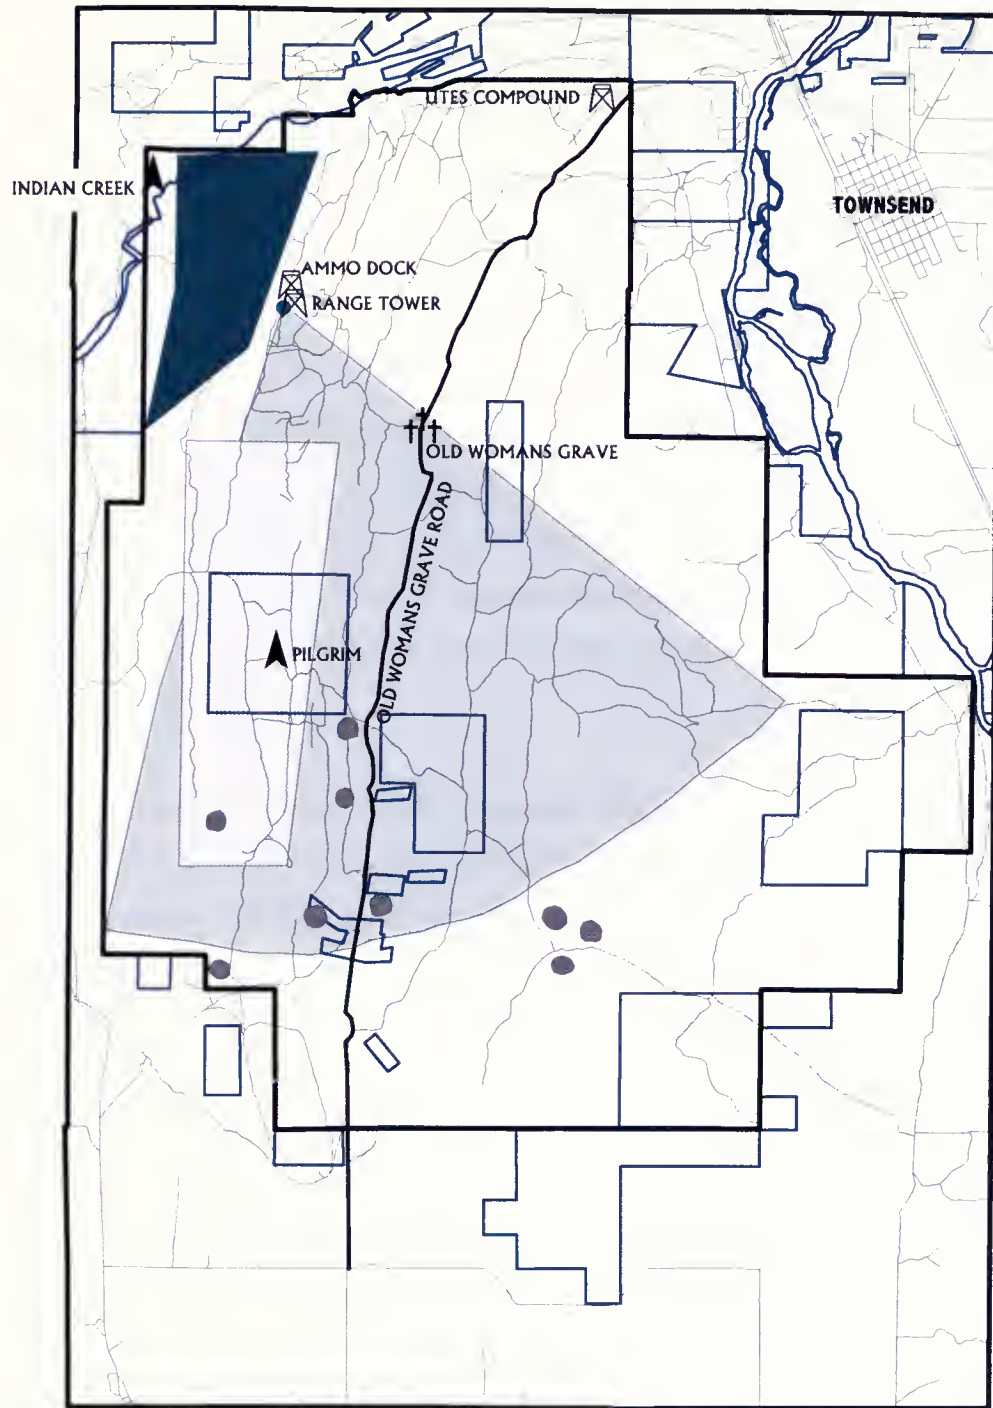 UTES COMPOUND
INDIAN CREEK
TOWNSEND
AMMO DOCK
RANGE TOWER
OLD WOMANS GRAVE
OLD WOMANS GRAVE ROAD
PILGRIM